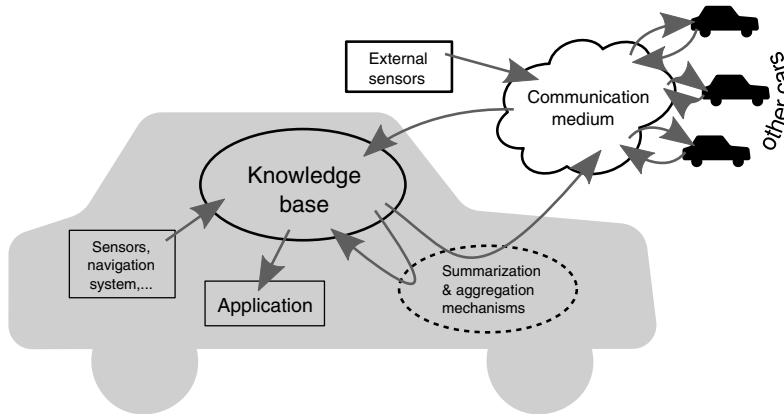 External
sensors
Communication
medium
other cars
Knowledge
base
Sensors,
navigation
system,...
Application
Summarization
& aggregation
mechanisms